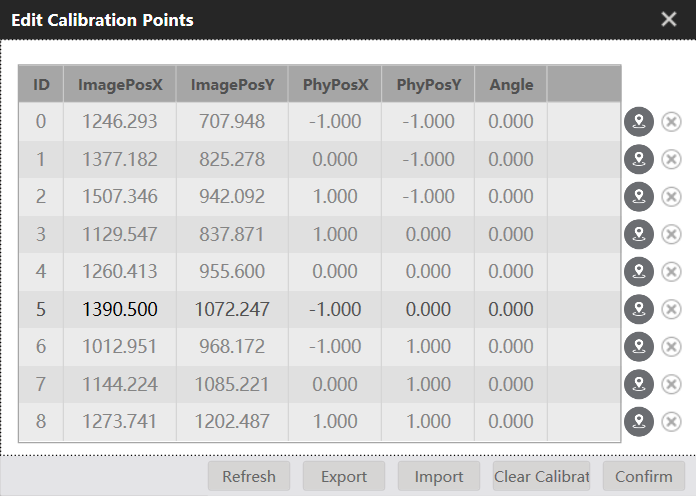 Edit Calibration Points
ID ImagePosX ImagePosY PhyPosX PhyPosY Angle
0 1246.293 707.948 -1.000 -1.000 0.000
1 1377.182 825.278 0.000 -1.000 0.000
2 1507.346 942.092 1.000 -1.000 0.000
3 1129.547 837.871 1.000 0.000 0.000
4 1260.413 955.600 0.000 0.000 0.000
5 1390.500 1072.247 -1.000 0.000 0.000
6 1012.951 968.172 -1.000 1.000 0.000
7 1144.224 1085.221 0.000 1.000 0.000
8 1273.741 1202.487 1.000 1.000 0.000
Refresh Export Import Clear Calibrat Confirm